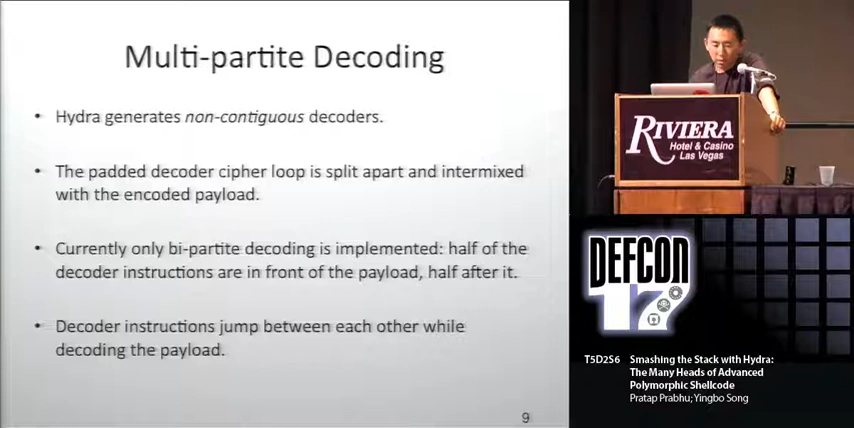 Multi-partite Decoding
• Hydra generates non-contiguous decoders.
• The padded decoder cipher loop is split apart and intermixed
with the encoded payload.
• Currently only bi-partite decoding is implemented: half of the
decoder instructions are in front of the payload, half after it.
• Decoder instructions jump between each other while
decoding the payload.
9
RIVIERA
Hotel & Casino
Las Vegas
DEFCON
17
T5D2S6 Smashing the Stack with Hydra:
The Many Heads of Advanced
Polymorphic Shellcode
Pratap Prabhu; Yingbo Song